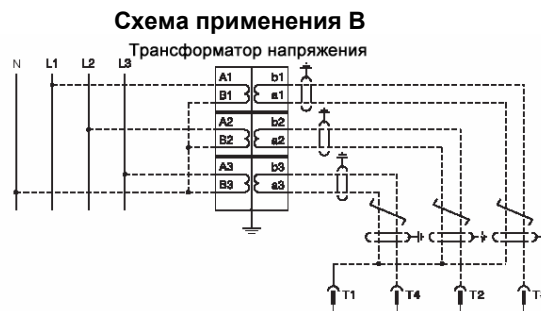 Схема применения В
Трансформатор напряжения
N L1 L2 L3
A1 b1
B1 a1
A2 b2
B2 a2
A3 b3
B3 a3
T1 T4 T2